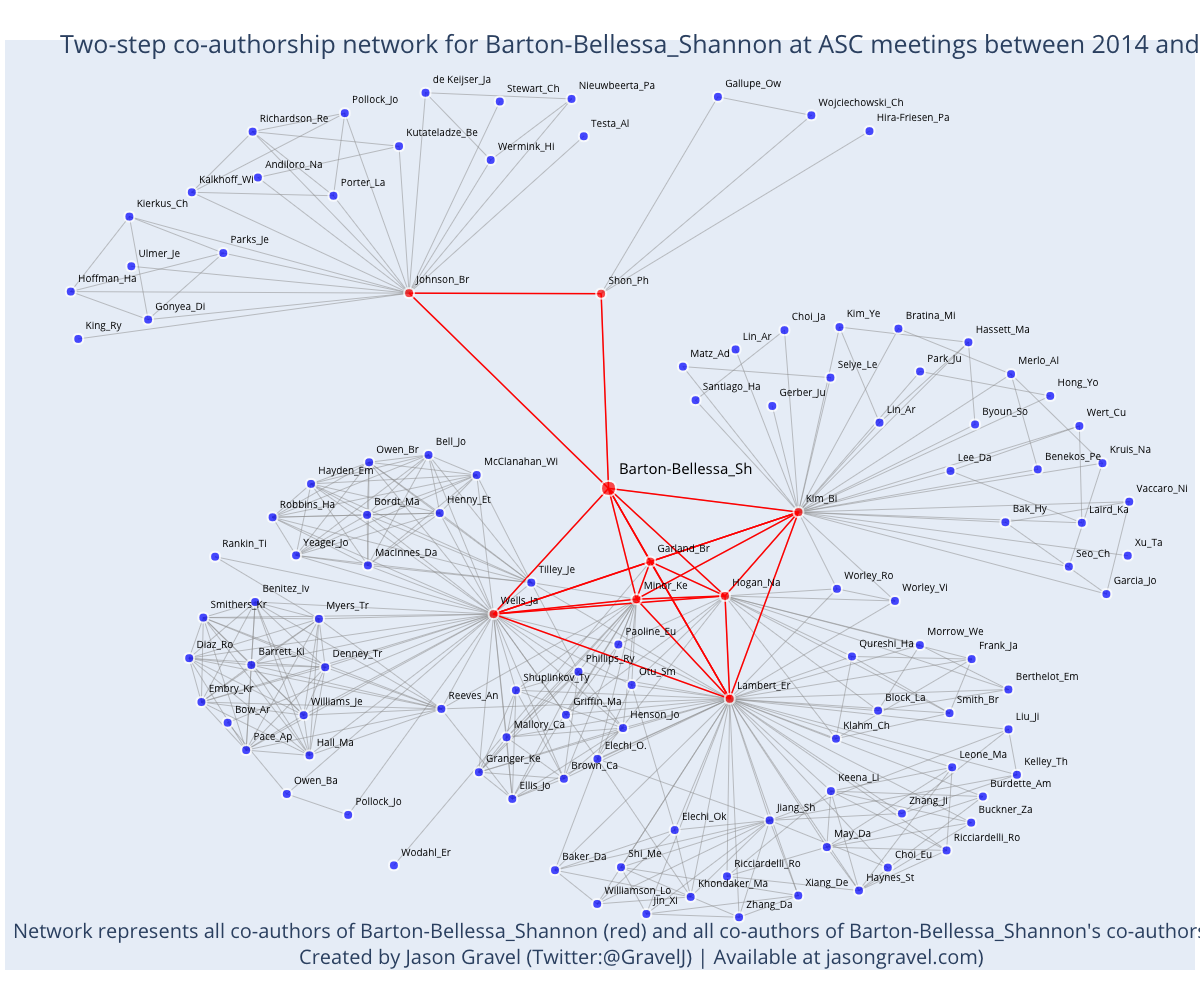 Two-step co-authorship network for Barton-Bellessa_Shannon at ASC meetings between 2014 and
de Keijser_Ja
Stewart_Ch
Nieuwbeerta_Pa
Gallupe_Ow
Pollock_Jo
Wojciechowski_Ch
Richardson_Re
Hira-Friesen_Pa
Testa_Al
Kutateladze_Be
Wermink_Hi
Andiloro_Na
Kalkhoff_Wi
Porter_La
Kierkus_Ch
Parks_Je
Ulmer_Je
Hoffman_Ha
Johnson_Br
Shon_Ph
Gonyea_Di
King_Ry
Choi_Ja
Kim_Ye
Bratina_Mi
Lin_Ar
Hassett_Ma
Matz_Ad
Selye_Le
Park_Ju
Merlo_Al
Santiago_Ha
Gerber_Ju
Hong_Yo
Lin_Ar
Byoun_So
Wert_Cu
Bell_Jo
Owen_Br
McClanahan_Wi
Barton-Bellessa_Sh
Lee_Da
Benekos_Pe
Kruis_Na
Hayden_Em
Vaccaro_Ni
Robbins_Ha
Bordt_Ma
Henny_Et
Kim_Bi
Bak_Hy
Laird_Ka
Rankin_Ti
Yeager_Jo
Macinnes_Da
Garland_Br
Seo_Ch
Xu_Ta
Tilley_Je
Minor_Ke
Hogan_Na
Worley_Ro
Worley_Vi
Garcia_Jo
Benitez_Iv
Smithers_Kr
Myers_Tr
Wells_Ja
Paoline_Eu
Morrow_We
Diaz_Ro
Barrett_Ki
Denney_Tr
Phillips_Ry
Otu_Sm
Qureshi_Ha
Frank_Ja
Embry_Kr
Williams_Je
Reeves_An
Shuplinkov_Ty
Griffin_Ma
Lambert_Er
Berthelot_Em
Bow_Ar
Block_La
Smith_Br
Pace_Ap
Hall_Ma
Mallory_Ca
Henson_Jo
Klahm_Ch
Liu_Ji
Granger_Ke
Elechi_O.
Brown_Ca
Leone_Ma
Kelley_Th
Owen_Ba
Ellis_Jo
Keena_Li
Burdette_Am
Pollock_Jo
Elechi_Ok
Jiang_Sh
Zhang_Ji
Buckner_Za
Wodahl_Er
Baker_Da
Shi_Me
Ricciardelli_Ro
May_Da
Choi_Eu
Ricciardelli_Ro
Williamson_Lo
Khondaker_Ma
Xiang_De
Haynes_St
Jin_Xi
Zhang_Da
Network represents all co-authors of Barton-Bellessa_Shannon (red) and all co-authors of Barton-Bellessa_Shannon's co-authors
Created by Jason Gravel (Twitter:@GravelJ) | Available at jasongravel.com)